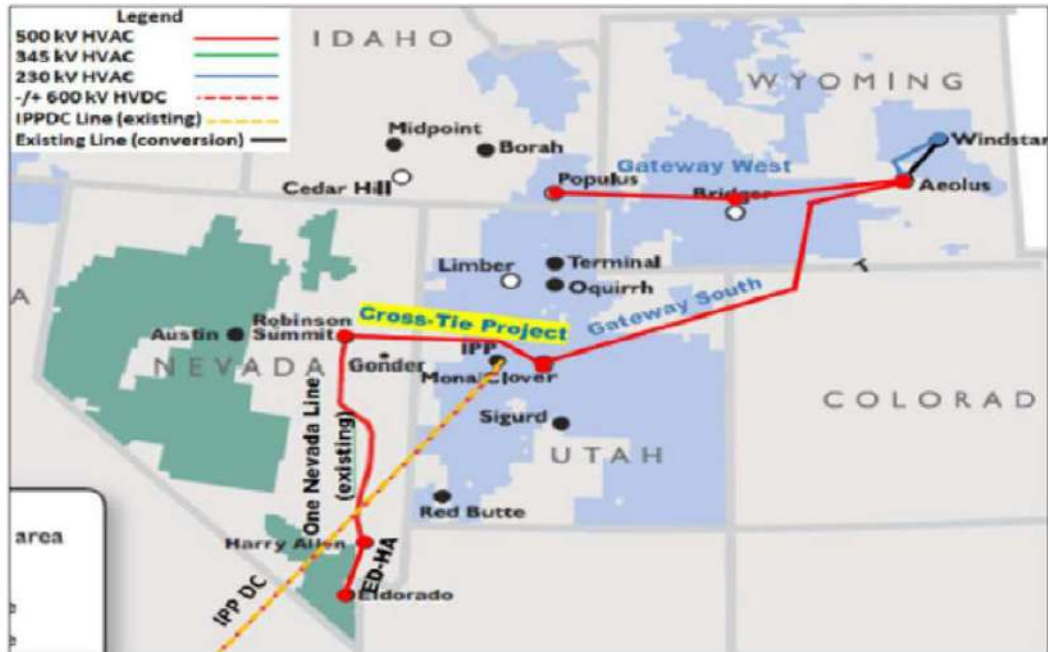 Legend
500 kV HVAC
345 kV HVAC
230 kV HVAC
-/+ 600 kV HVDC
IPPDC Line (existing)
Existing Line (conversion)
IDAHO
WYOMING
Midpoint
Borah
Windstar
Gateway West
Cedar Hill
Populus
Bridger
Aeolus
Limber
Terminal
Oquirrh
Gateway South
Cross-Tie Project
Robinson
Austin
Summit
IPP
NEVADA
Gonder
Mona/Clover
COLORAD
Sigurd
UTAH
One Nevada Line
(existing)
Red Butte
area
Harry Allen
ED-HA
IPP DC
Eldorado
A
e
e